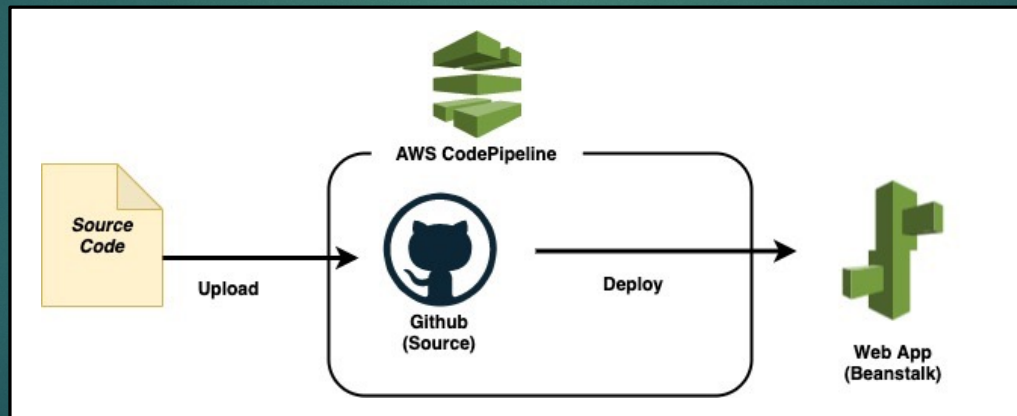 AWS CodePipeline
Source
Code
Upload
Github
(Source)
Deploy
Web App
(Beanstalk)